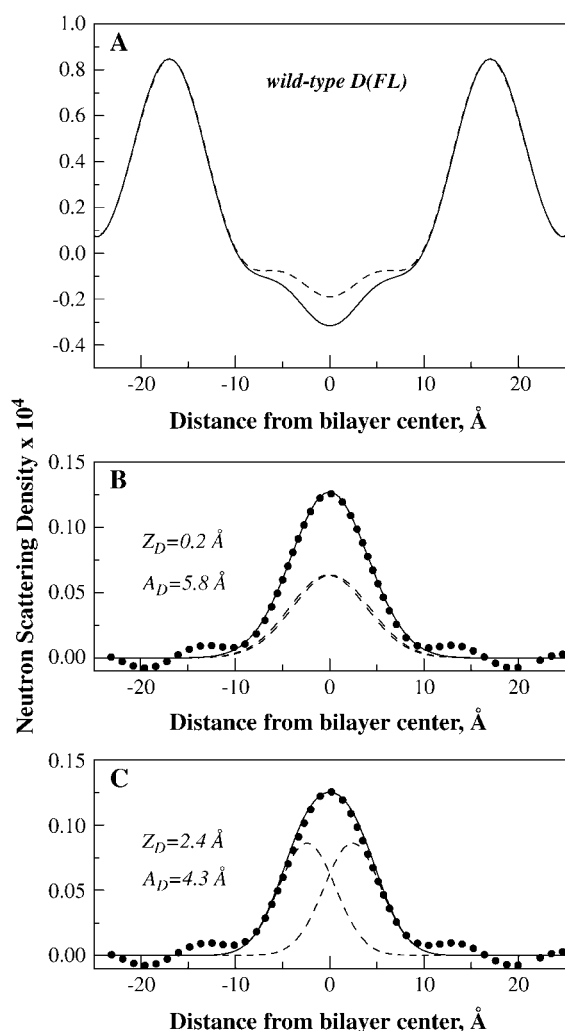 A
wild-type D(FL)
1.0
0.8
0.6
0.4
0.2
0.0
-0.2
-0.4
-20 -10 0 10 20
Distance from bilayer center, Å
Neutron Scattering Density x 10⁴
B
Z_D=0.2 Å
A_D=5.8 Å
0.15
0.10
0.05
0.00
-20 -10 0 10 20
Distance from bilayer center, Å
C
Z_D=2.4 Å
A_D=4.3 Å
0.15
0.10
0.05
0.00
-20 -10 0 10 20
Distance from bilayer center, Å